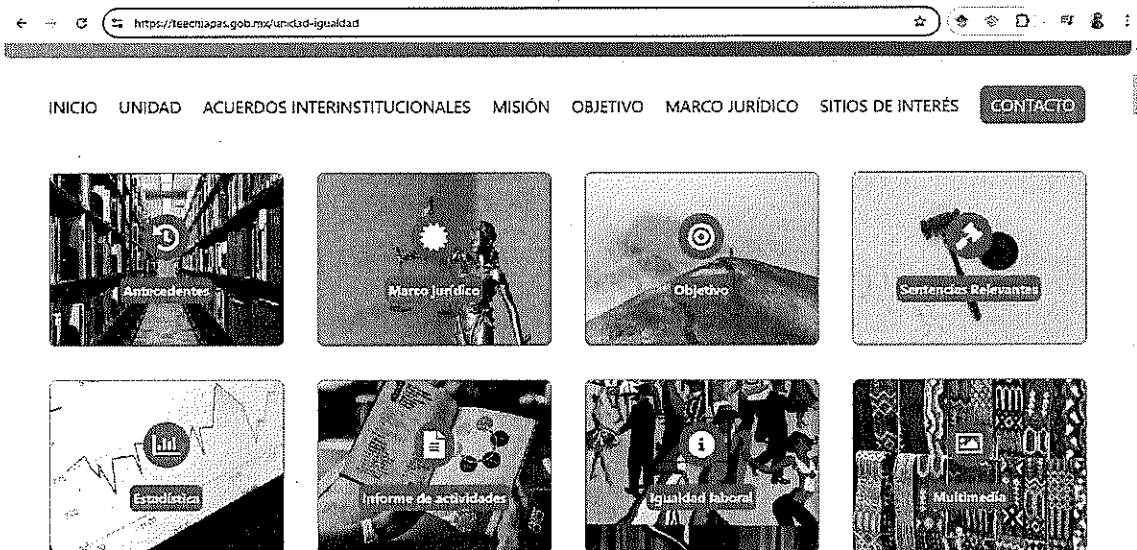 https://teechiapas.gob.mx/unidad-igualdad
INICIO UNIDAD ACUERDOS INTERINSTITUCIONALES MISIÓN OBJETIVO MARCO JURÍDICO SITIOS DE INTERÉS CONTACTO
Antecedentes Marco jurídico Objetivo Sentencias Relevantes
Estadística Informe de actividades Igualdad laboral Multimedia